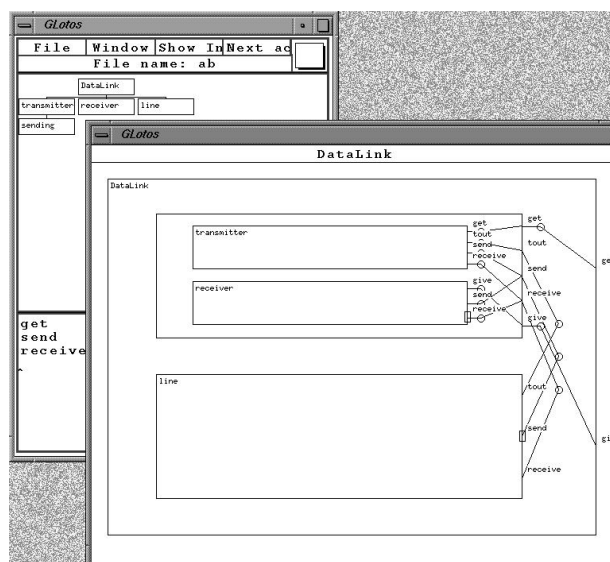 GLotos
File Window Show In Next ac
File name: ab
DataLink
transmitter receiver line
sending
get
send
receive
^
GLotos
DataLink
DataLink
transmitter
get
tout
send
receive
receiver
give
send
receive
get
tout
send
receive
give
ge
line
tout
send
receive
gi